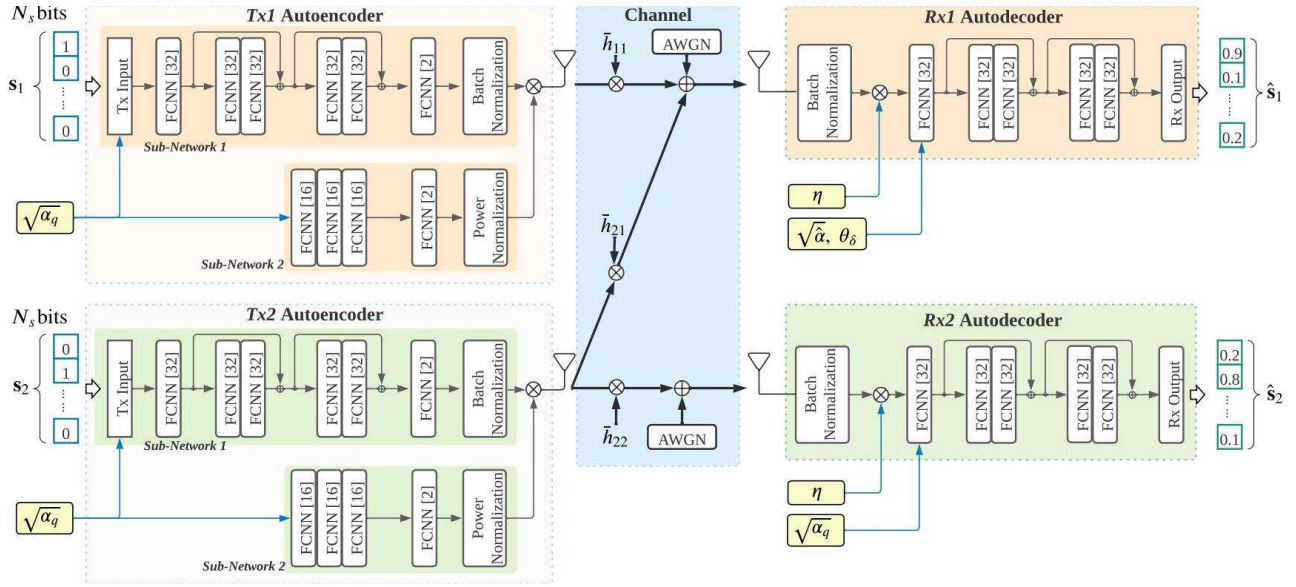 N_s bits
Tx1 Autoencoder
Channel
Rx1 Autodecoder
s_1
1
0
0
Tx Input
FCNN [32]
FCNN [32]
FCNN [32]
FCNN [32]
FCNN [32]
FCNN [2]
Batch Normalization
Sub-Network 1
√α_q
FCNN [16]
FCNN [16]
FCNN [16]
FCNN [2]
Power Normalization
Sub-Network 2
h̄_11
AWGN
h̄_21
Batch Normalization
FCNN [32]
FCNN [32]
FCNN [32]
FCNN [32]
FCNN [32]
Rx Output
0.9
0.1
0.2
ŝ_1
η
√α̂, θ_δ
N_s bits
Tx2 Autoencoder
Rx2 Autodecoder
s_2
0
1
0
Tx Input
FCNN [32]
FCNN [32]
FCNN [32]
FCNN [32]
FCNN [32]
FCNN [2]
Batch Normalization
Sub-Network 1
√α_q
FCNN [16]
FCNN [16]
FCNN [16]
FCNN [2]
Power Normalization
Sub-Network 2
h̄_22
AWGN
Batch Normalization
FCNN [32]
FCNN [32]
FCNN [32]
FCNN [32]
FCNN [32]
Rx Output
0.2
0.8
0.1
ŝ_2
η
√α_q